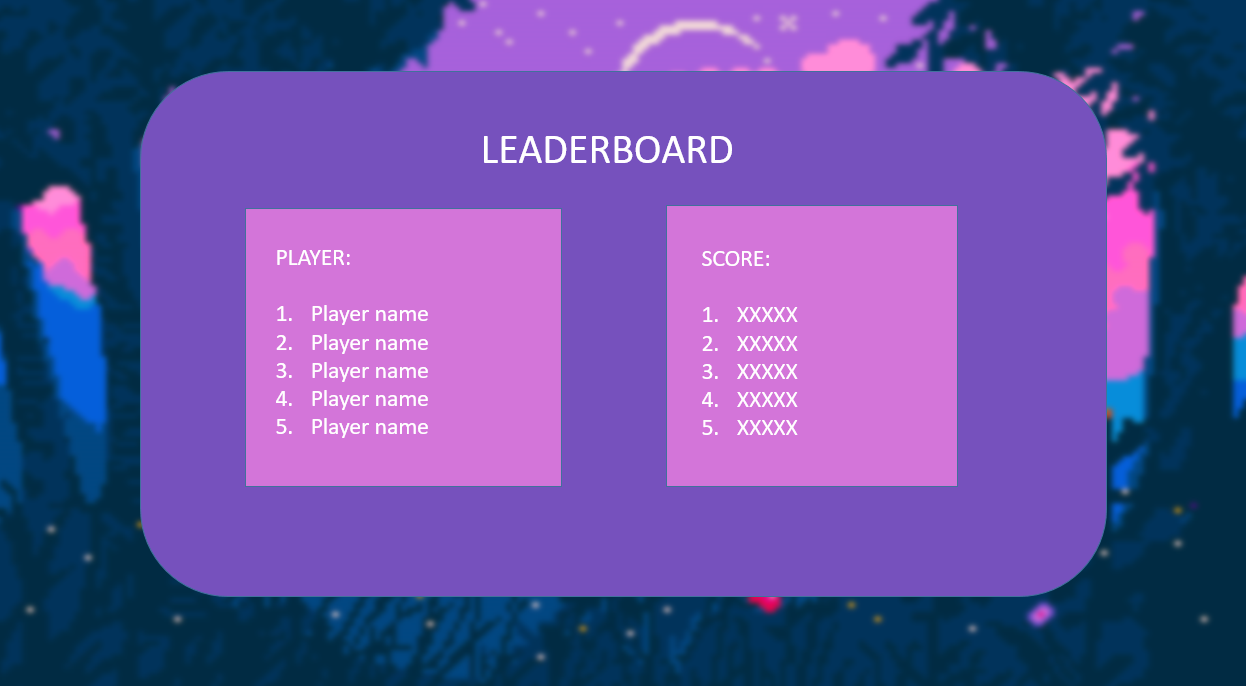 LEADERBOARD
PLAYER:
1. Player name
2. Player name
3. Player name
4. Player name
5. Player name
SCORE:
1. XXXXX
2. XXXXX
3. XXXXX
4. XXXXX
5. XXXXX